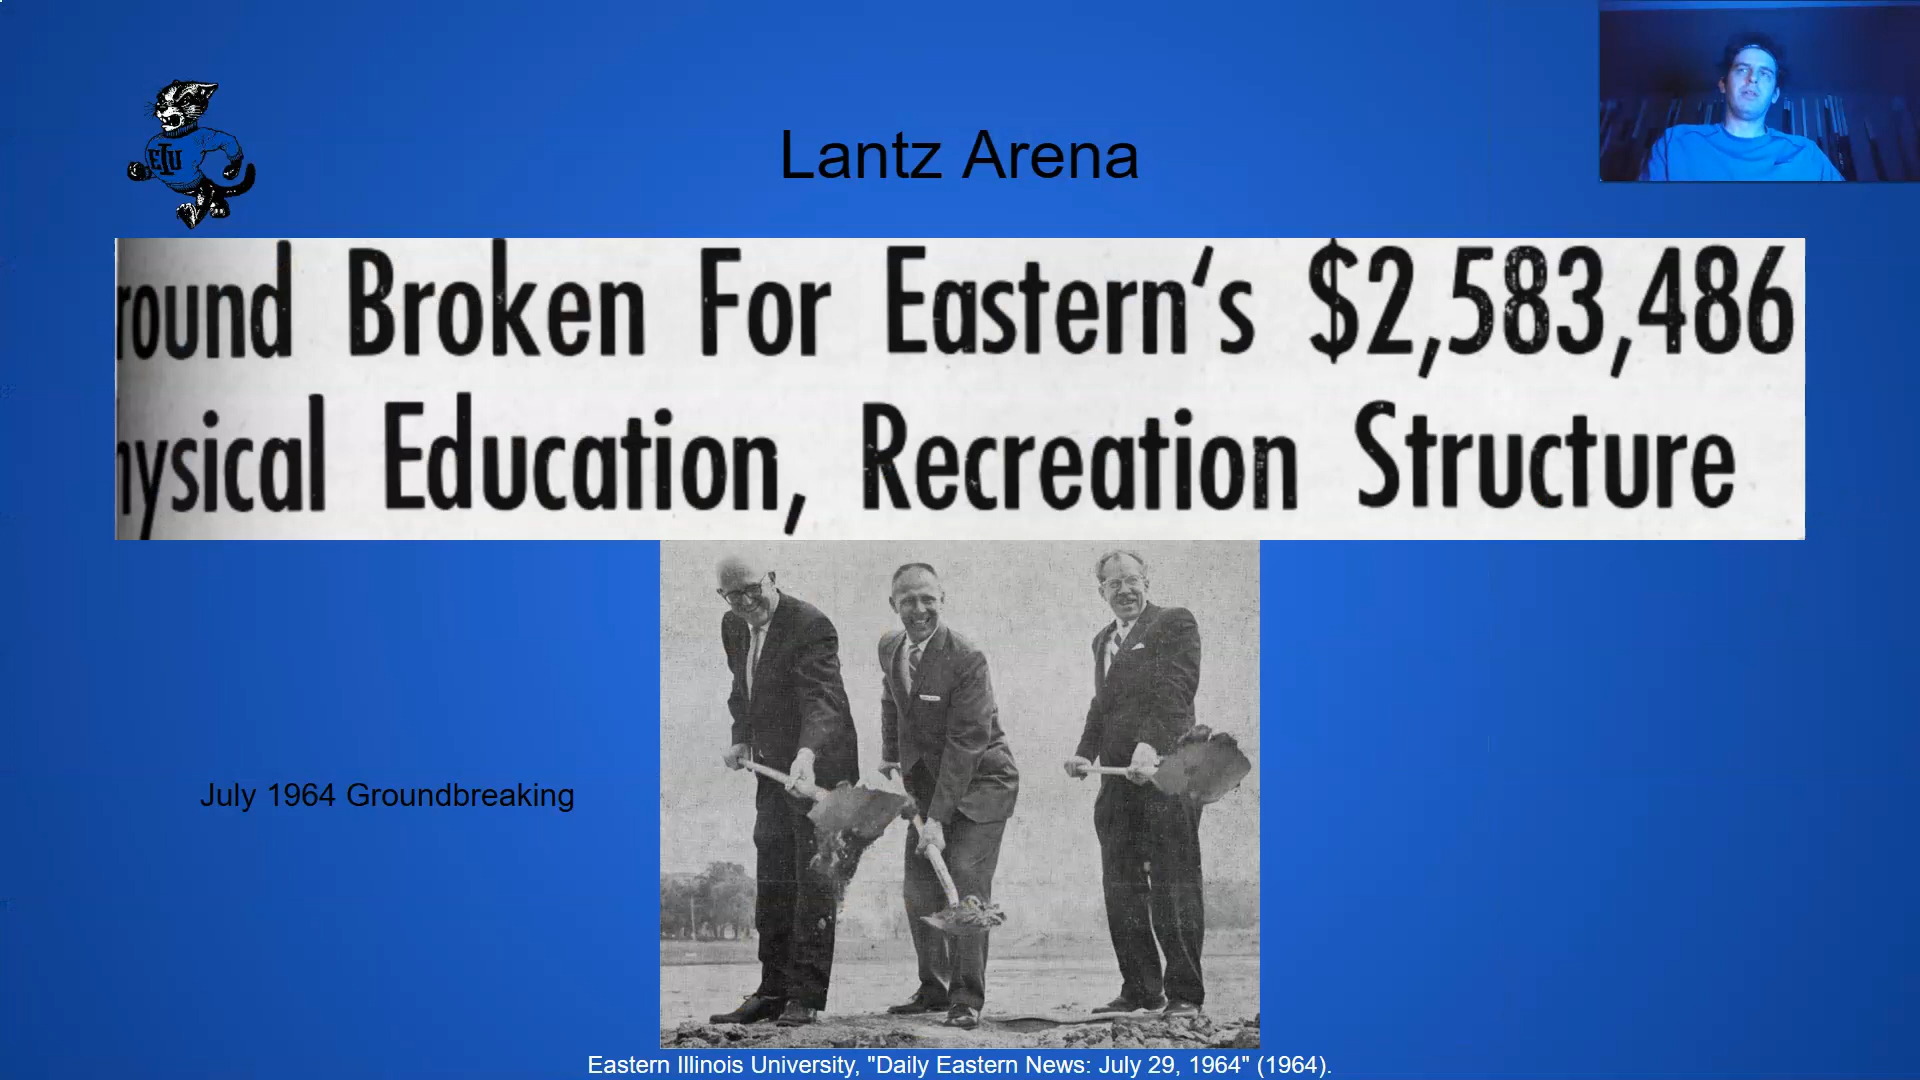 EIU
Lantz Arena
round Broken For Eastern's $2,583,486
hysical Education, Recreation Structure
July 1964 Groundbreaking
Eastern Illinois University, "Daily Eastern News: July 29, 1964" (1964).